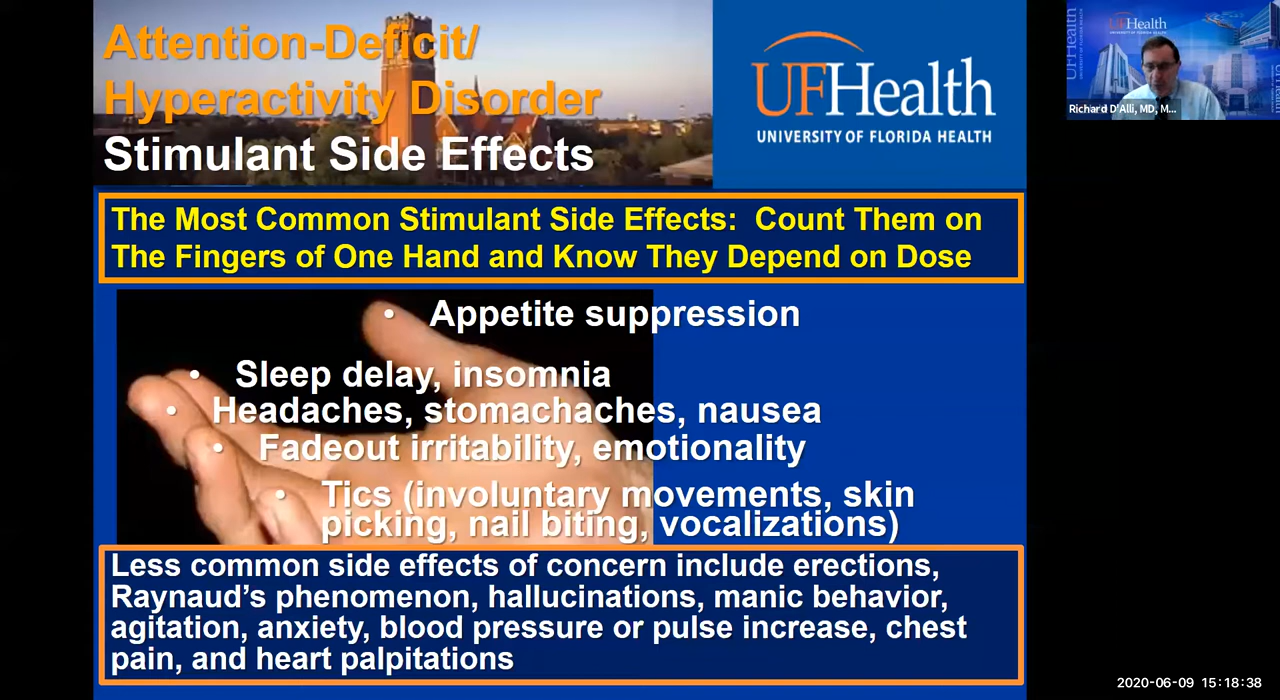 Attention-Deficit/
Hyperactivity Disorder
Stimulant Side Effects
UFHealth
UNIVERSITY OF FLORIDA HEALTH
The Most Common Stimulant Side Effects: Count Them on
The Fingers of One Hand and Know They Depend on Dose
• Appetite suppression
• Sleep delay, insomnia
• Headaches, stomachaches, nausea
• Fadeout irritability, emotionality
• Tics (involuntary movements, skin
picking, nail biting, vocalizations)
Less common side effects of concern include erections,
Raynaud’s phenomenon, hallucinations, manic behavior,
agitation, anxiety, blood pressure or pulse increase, chest
pain, and heart palpitations
UFHealth
UFHealth
Richard D'Alli, MD, M...
2020-06-09 15:18:38